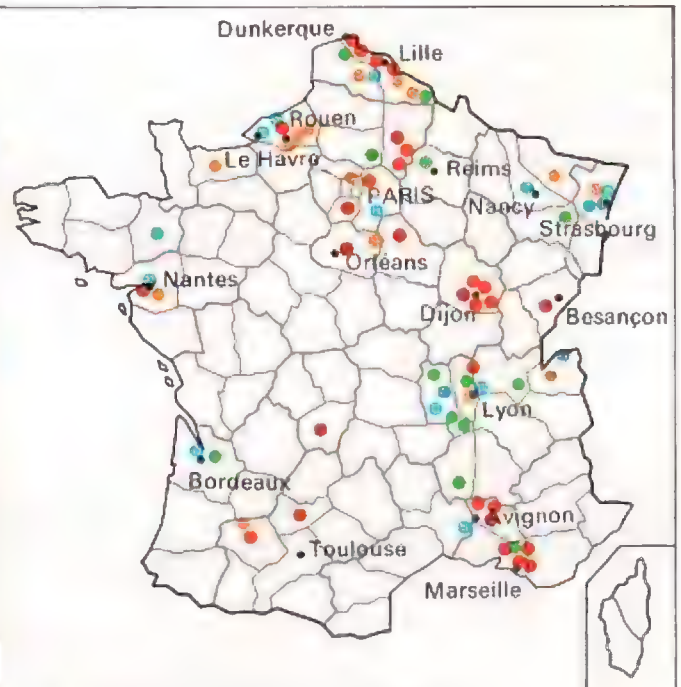 Dunkerque
Lille
Rouen
Le Havre
Reims
PARIS
Nancy
Strasbourg
Orléans
Nantes
Dijon
Besançon
Lyon
Bordeaux
Avignon
Toulouse
Marseille